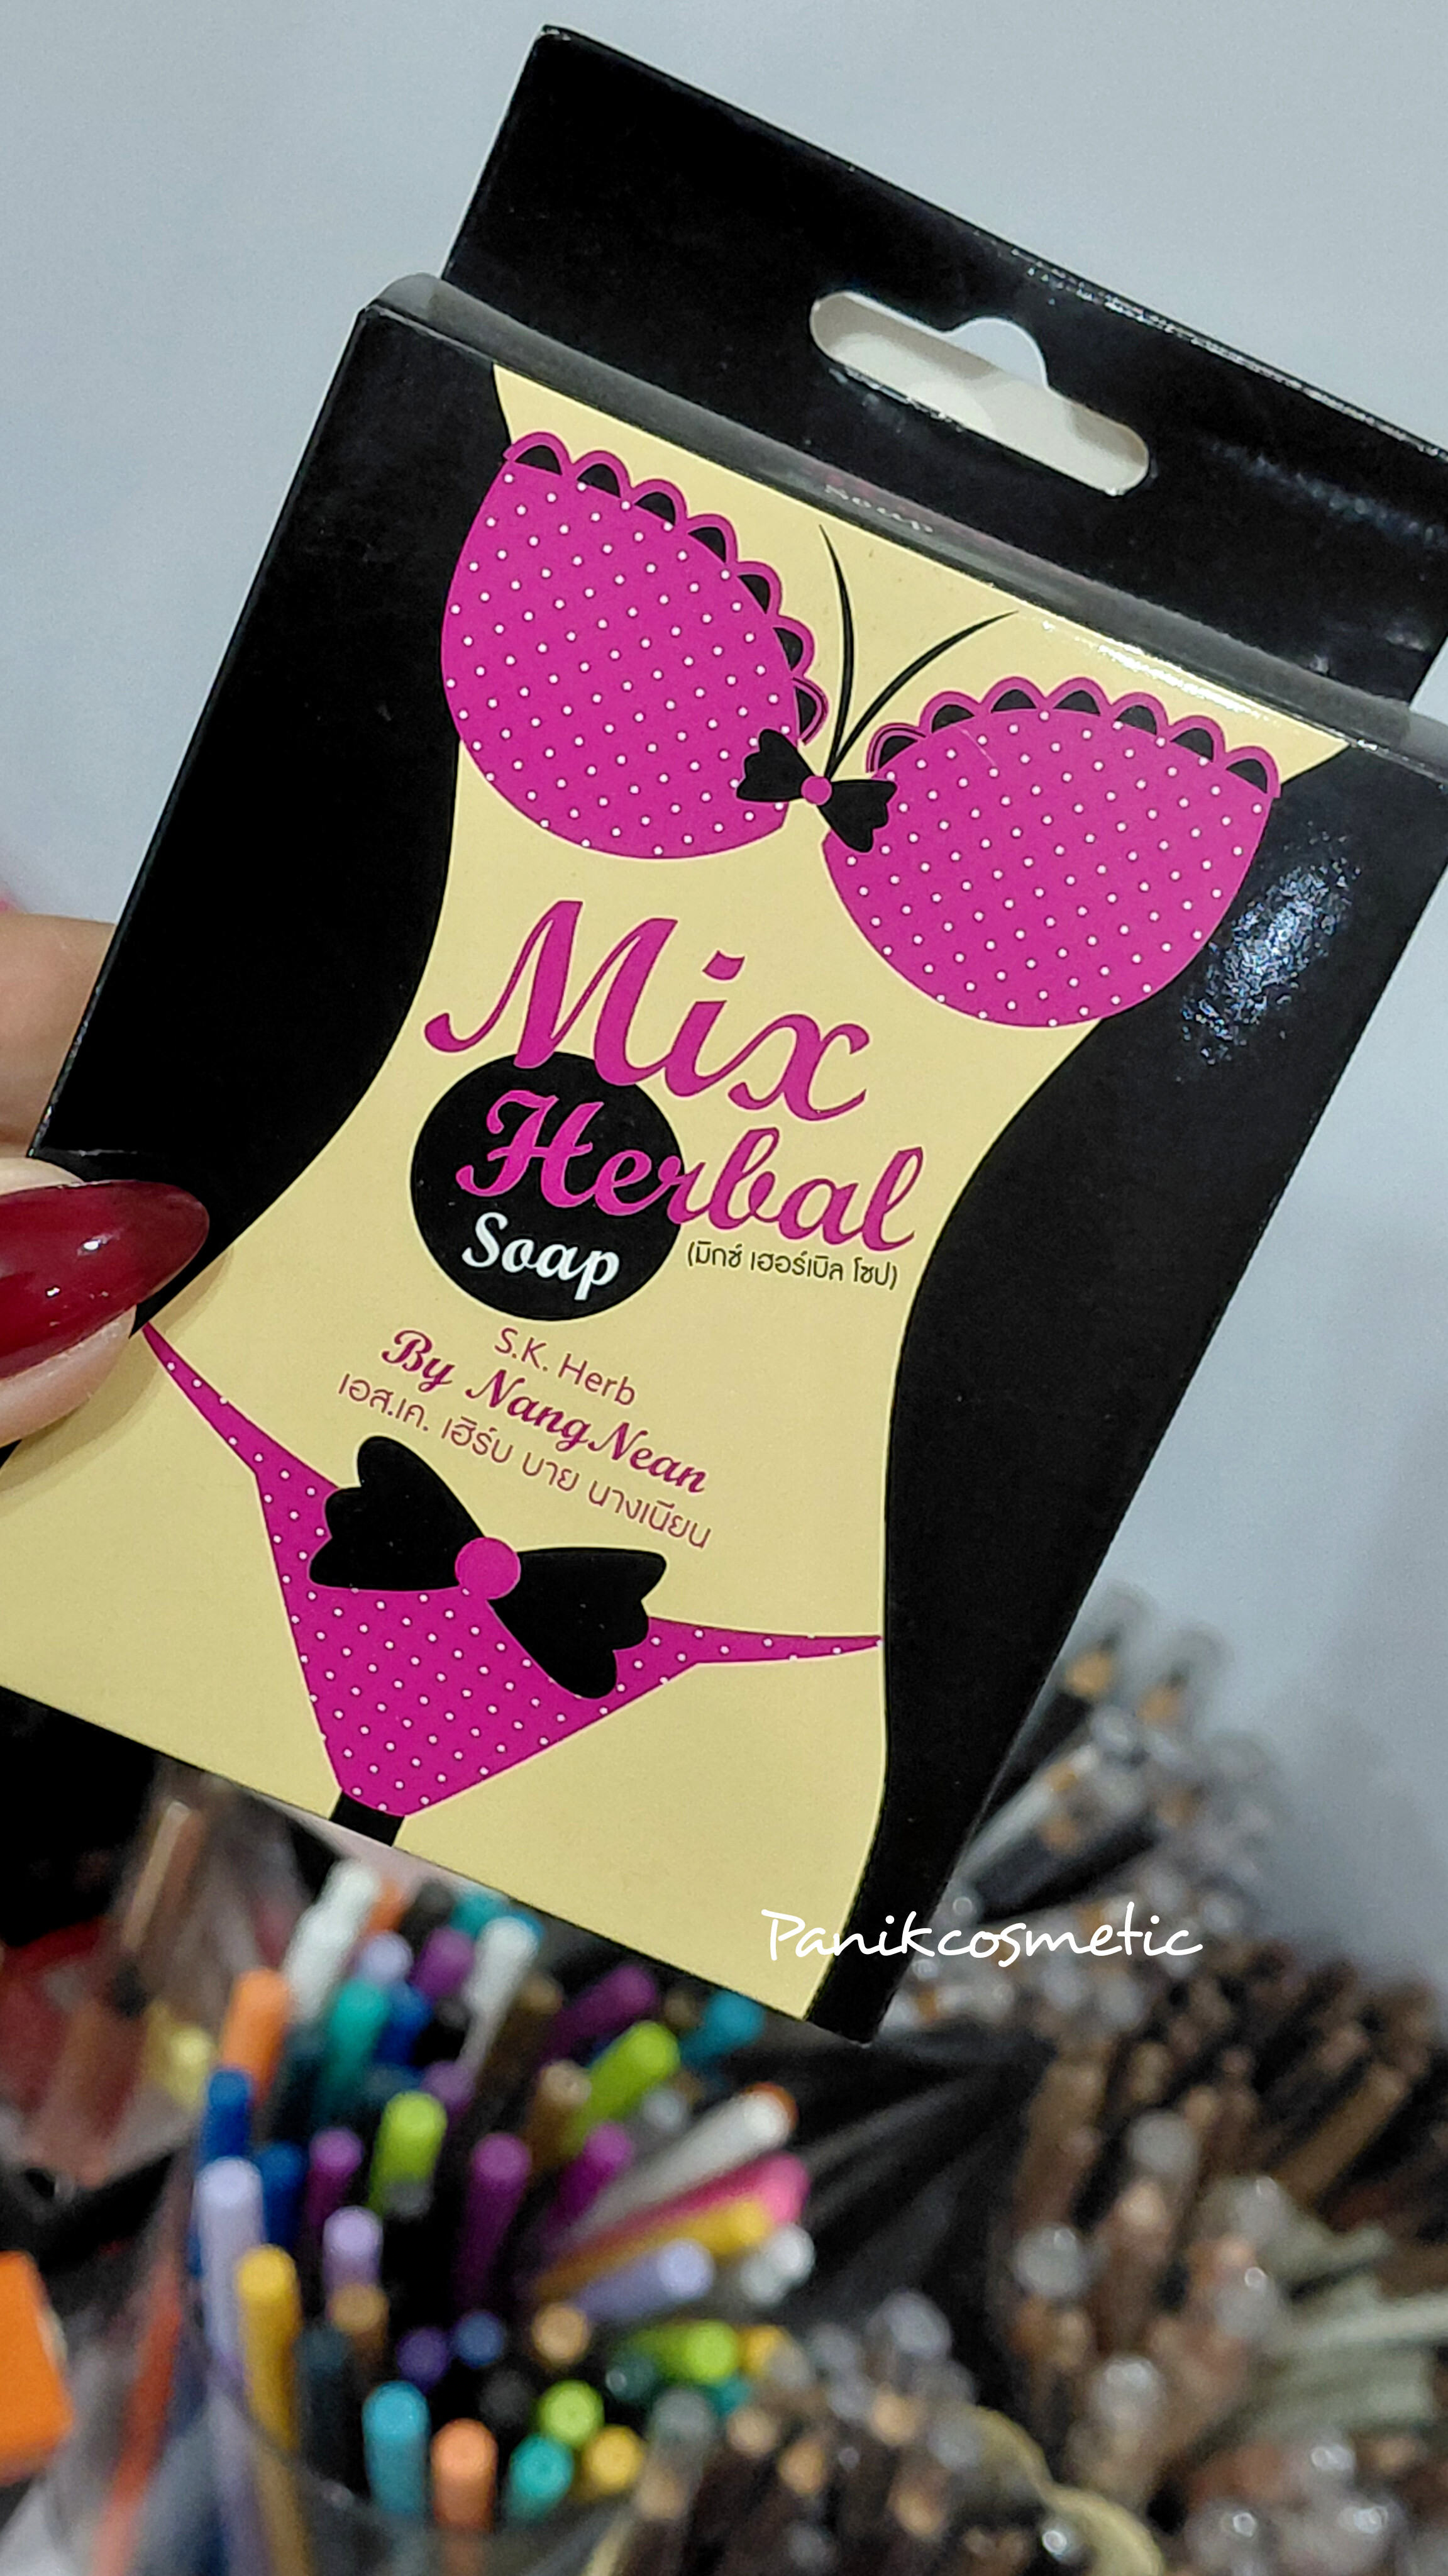 Mix
Herbal
Soap
(มิกซ์ เฮอร์เบิล โซป)
S.K. Herb
By NangNean
เอส.เค. เฮิร์บ บาย นางเนียน
Panikcosmetic